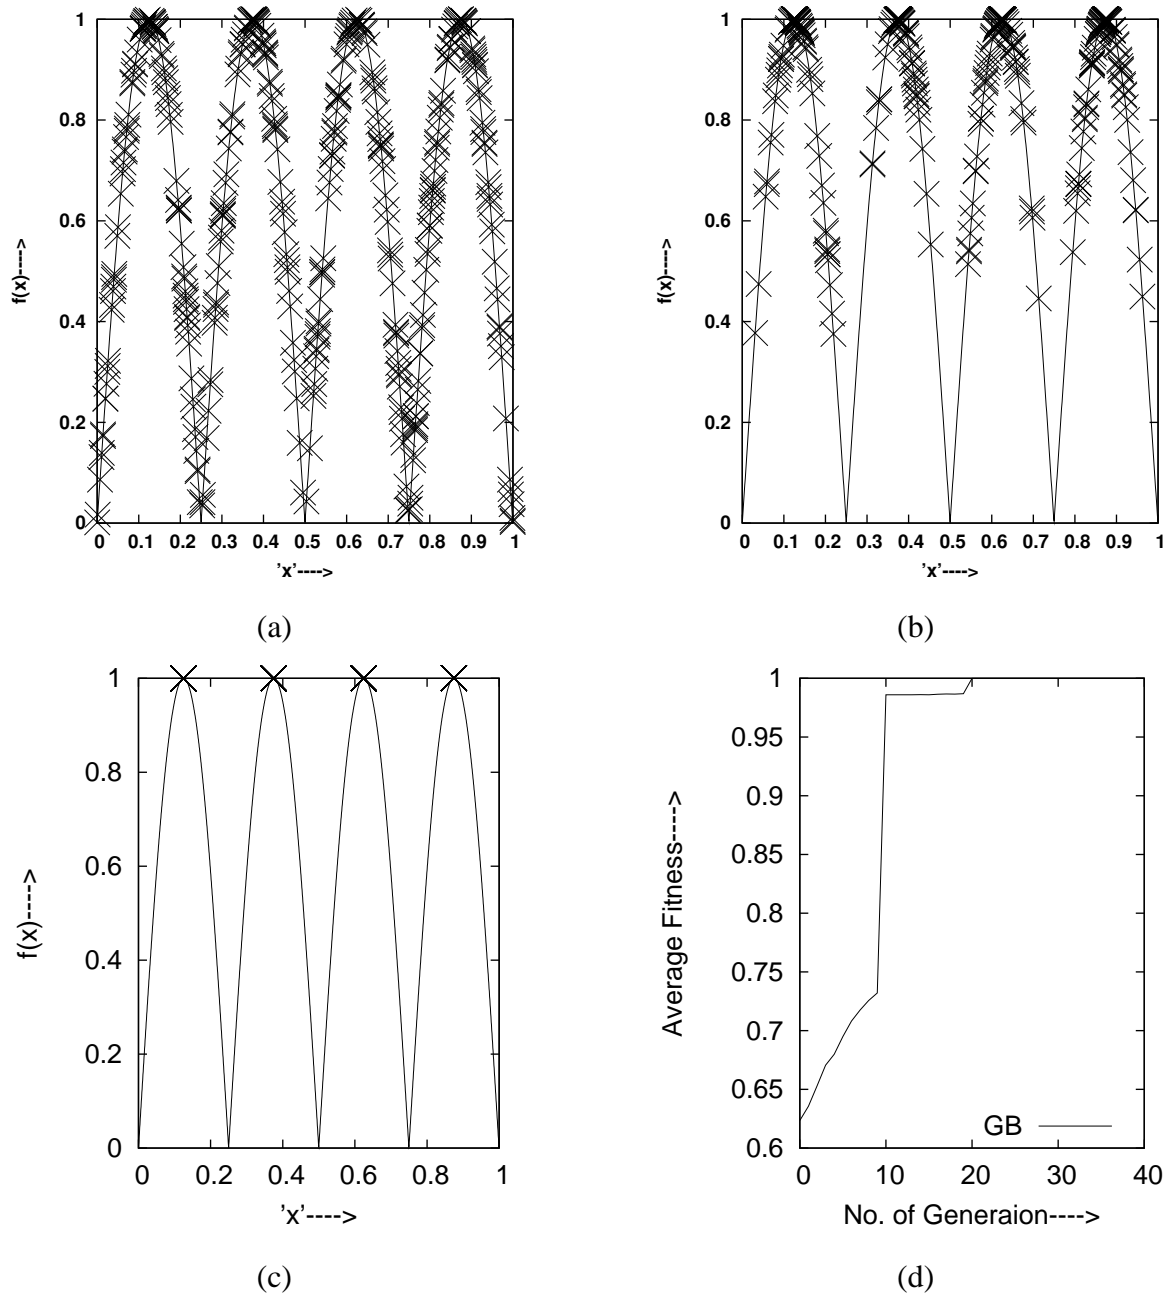 1
0.8
0.6
0.4
0.2
0
0 0.1 0.2 0.3 0.4 0.5 0.6 0.7 0.8 0.9 1
f(x)---->
'x'---->
(a)
1
0.8
0.6
0.4
0.2
0
0 0.1 0.2 0.3 0.4 0.5 0.6 0.7 0.8 0.9 1
f(x)---->
'x'---->
(b)
1
0.8
0.6
0.4
0.2
0
0 0.2 0.4 0.6 0.8 1
f(x)---->
'x'---->
(c)
1
0.95
0.9
0.85
0.8
0.75
0.7
0.65
0.6
0 10 20 30 40
Average Fitness---->
GB
No. of Generaion---->
(d)